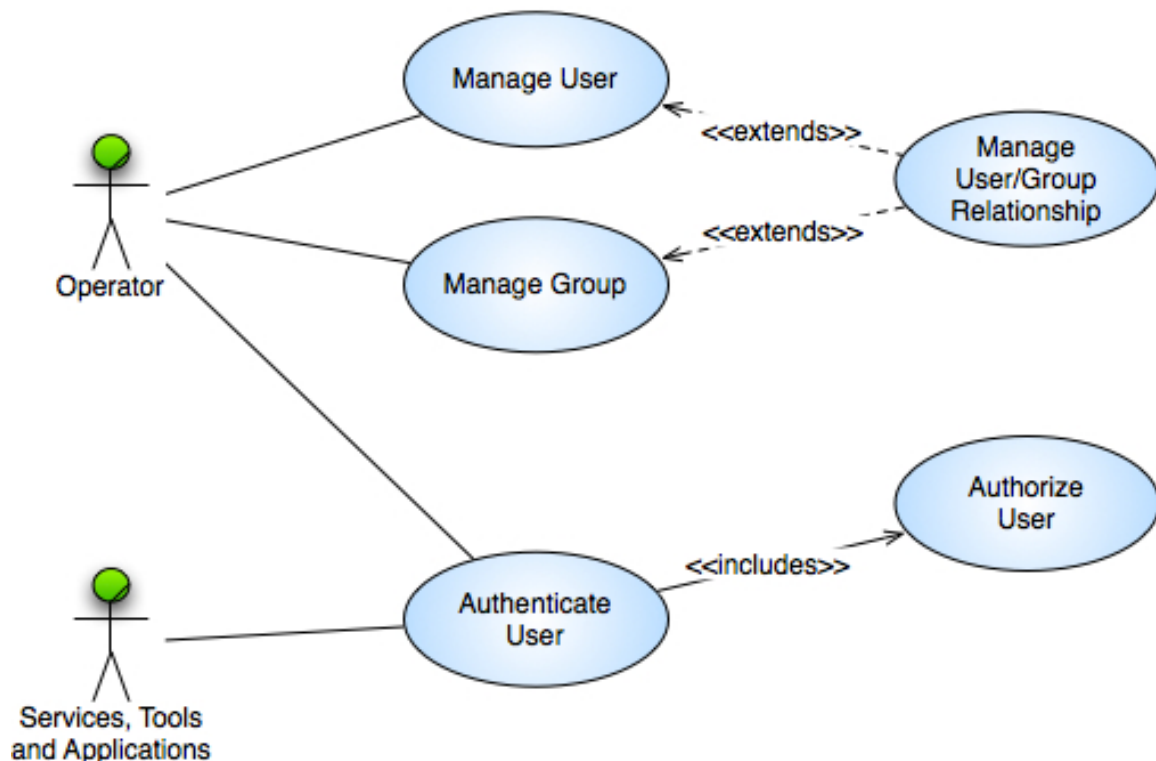 Manage User
<<extends>>
Manage
User/Group
Relationship
<<extends>>
Manage Group
Operator
Authorize
User
<<includes>>
Authenticate
User
Services, Tools
and Applications